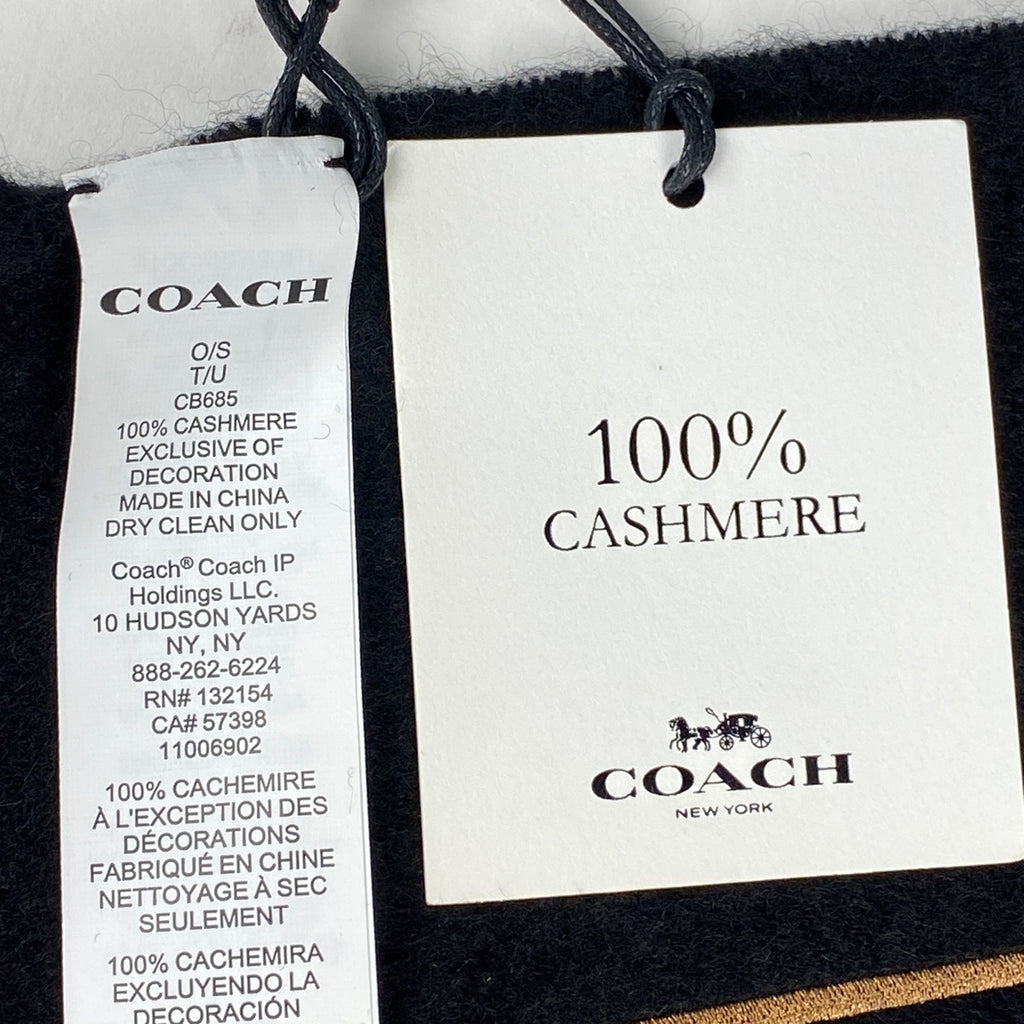 COACH
O/S
T/U
CB685
100% CASHMERE
EXCLUSIVE OF
DECORATION
MADE IN CHINA
DRY CLEAN ONLY
Coach® Coach IP
Holdings LLC.
10 HUDSON YARDS
NY, NY
888-262-6224
RN# 132154
CA# 57398
11006902
100% CACHEMIRE
À L'EXCEPTION DES
DÉCORATIONS
FABRIQUÉ EN CHINE
NETTOYAGE À SEC
SEULEMENT
100% CACHEMIRA
EXCLUYENDO LA
DECORACIÓN
100%
CASHMERE
COACH
NEW YORK